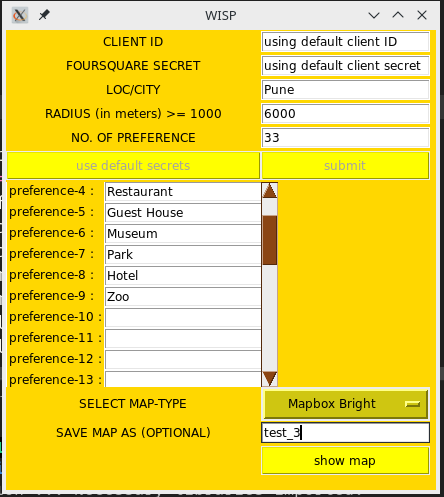 WISP
CLIENT ID using default client ID
FOURSQUARE SECRET using default client secret
LOC/CITY Pune
RADIUS (in meters) >= 1000 6000
NO. OF PREFERENCE 33
use default secrets submit
preference-4 : Restaurant
preference-5 : Guest House
preference-6 : Museum
preference-7 : Park
preference-8 : Hotel
preference-9 : Zoo
preference-10 :
preference-11 :
preference-12 :
preference-13 :
SELECT MAP-TYPE Mapbox Bright
SAVE MAP AS (OPTIONAL) test_3
show map